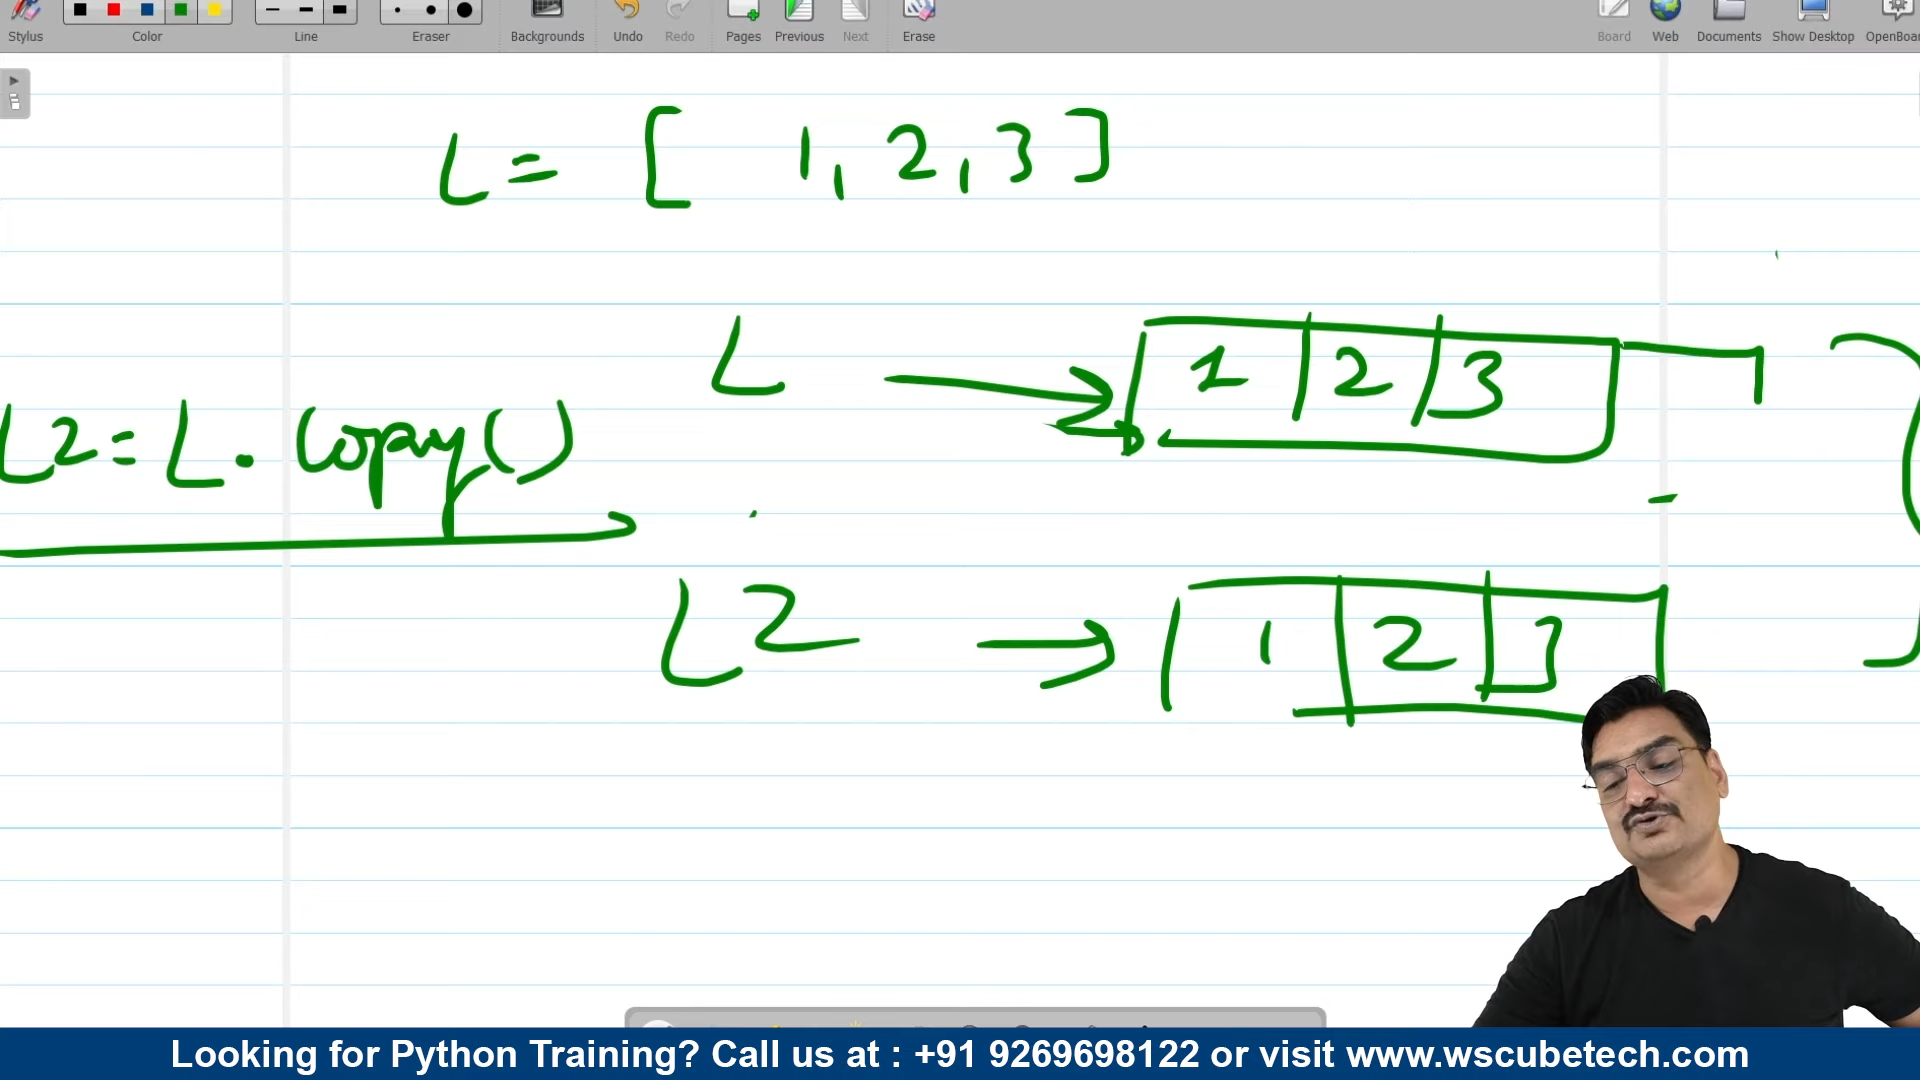 Stylus Color Line Eraser Backgrounds Undo Redo Pages Previous Next Erase Board Web Documents Show Desktop
L = [ 1, 2, 3 ]
L → 1 | 2 | 3
L2 = L. copy()
L2 → 1 | 2 | 3
Looking for Python Training? Call us at : +91 9269698122 or visit www.wscubetech.com